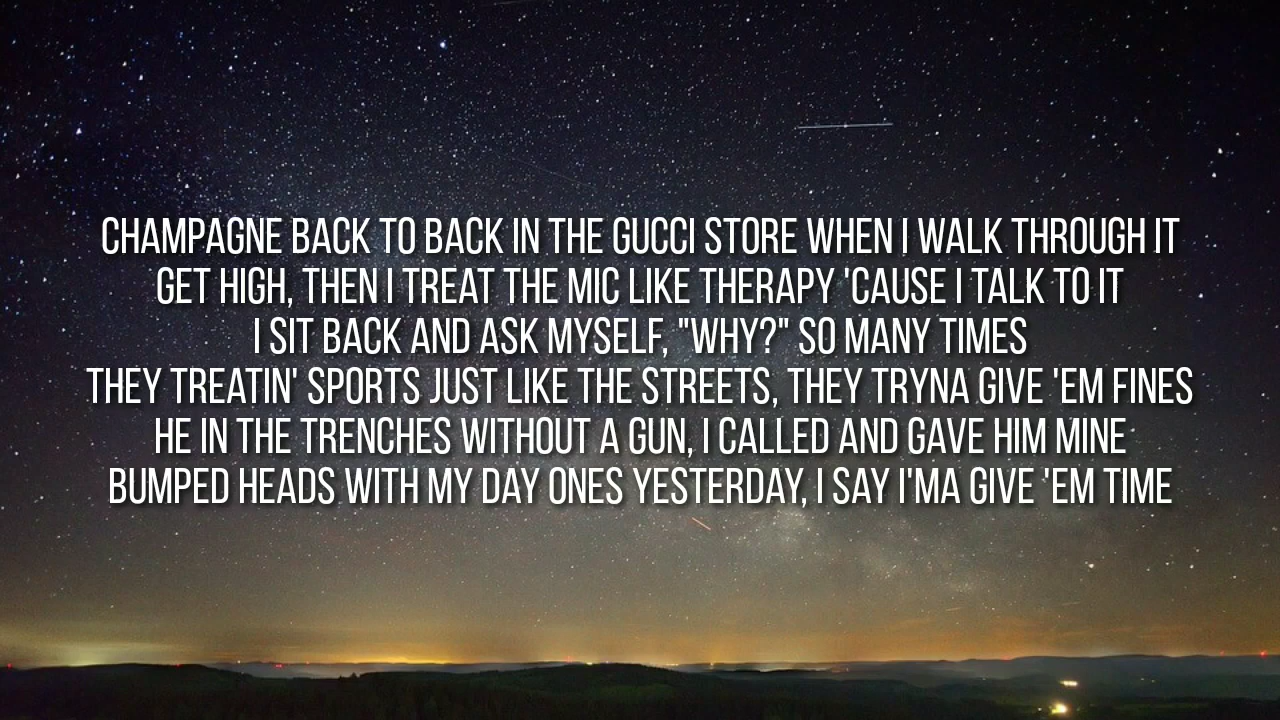 CHAMPAGNE BACK TO BACK IN THE GUCCI STORE WHEN I WALK THROUGH IT
GET HIGH, THEN I TREAT THE MIC LIKE THERAPY 'CAUSE I TALK TO IT
I SIT BACK AND ASK MYSELF, "WHY?" SO MANY TIMES
THEY TREATIN' SPORTS JUST LIKE THE STREETS, THEY TRYNA GIVE 'EM FINES
HE IN THE TRENCHES WITHOUT A GUN, I CALLED AND GAVE HIM MINE
BUMPED HEADS WITH MY DAY ONES YESTERDAY, I SAY I'MA GIVE 'EM TIME